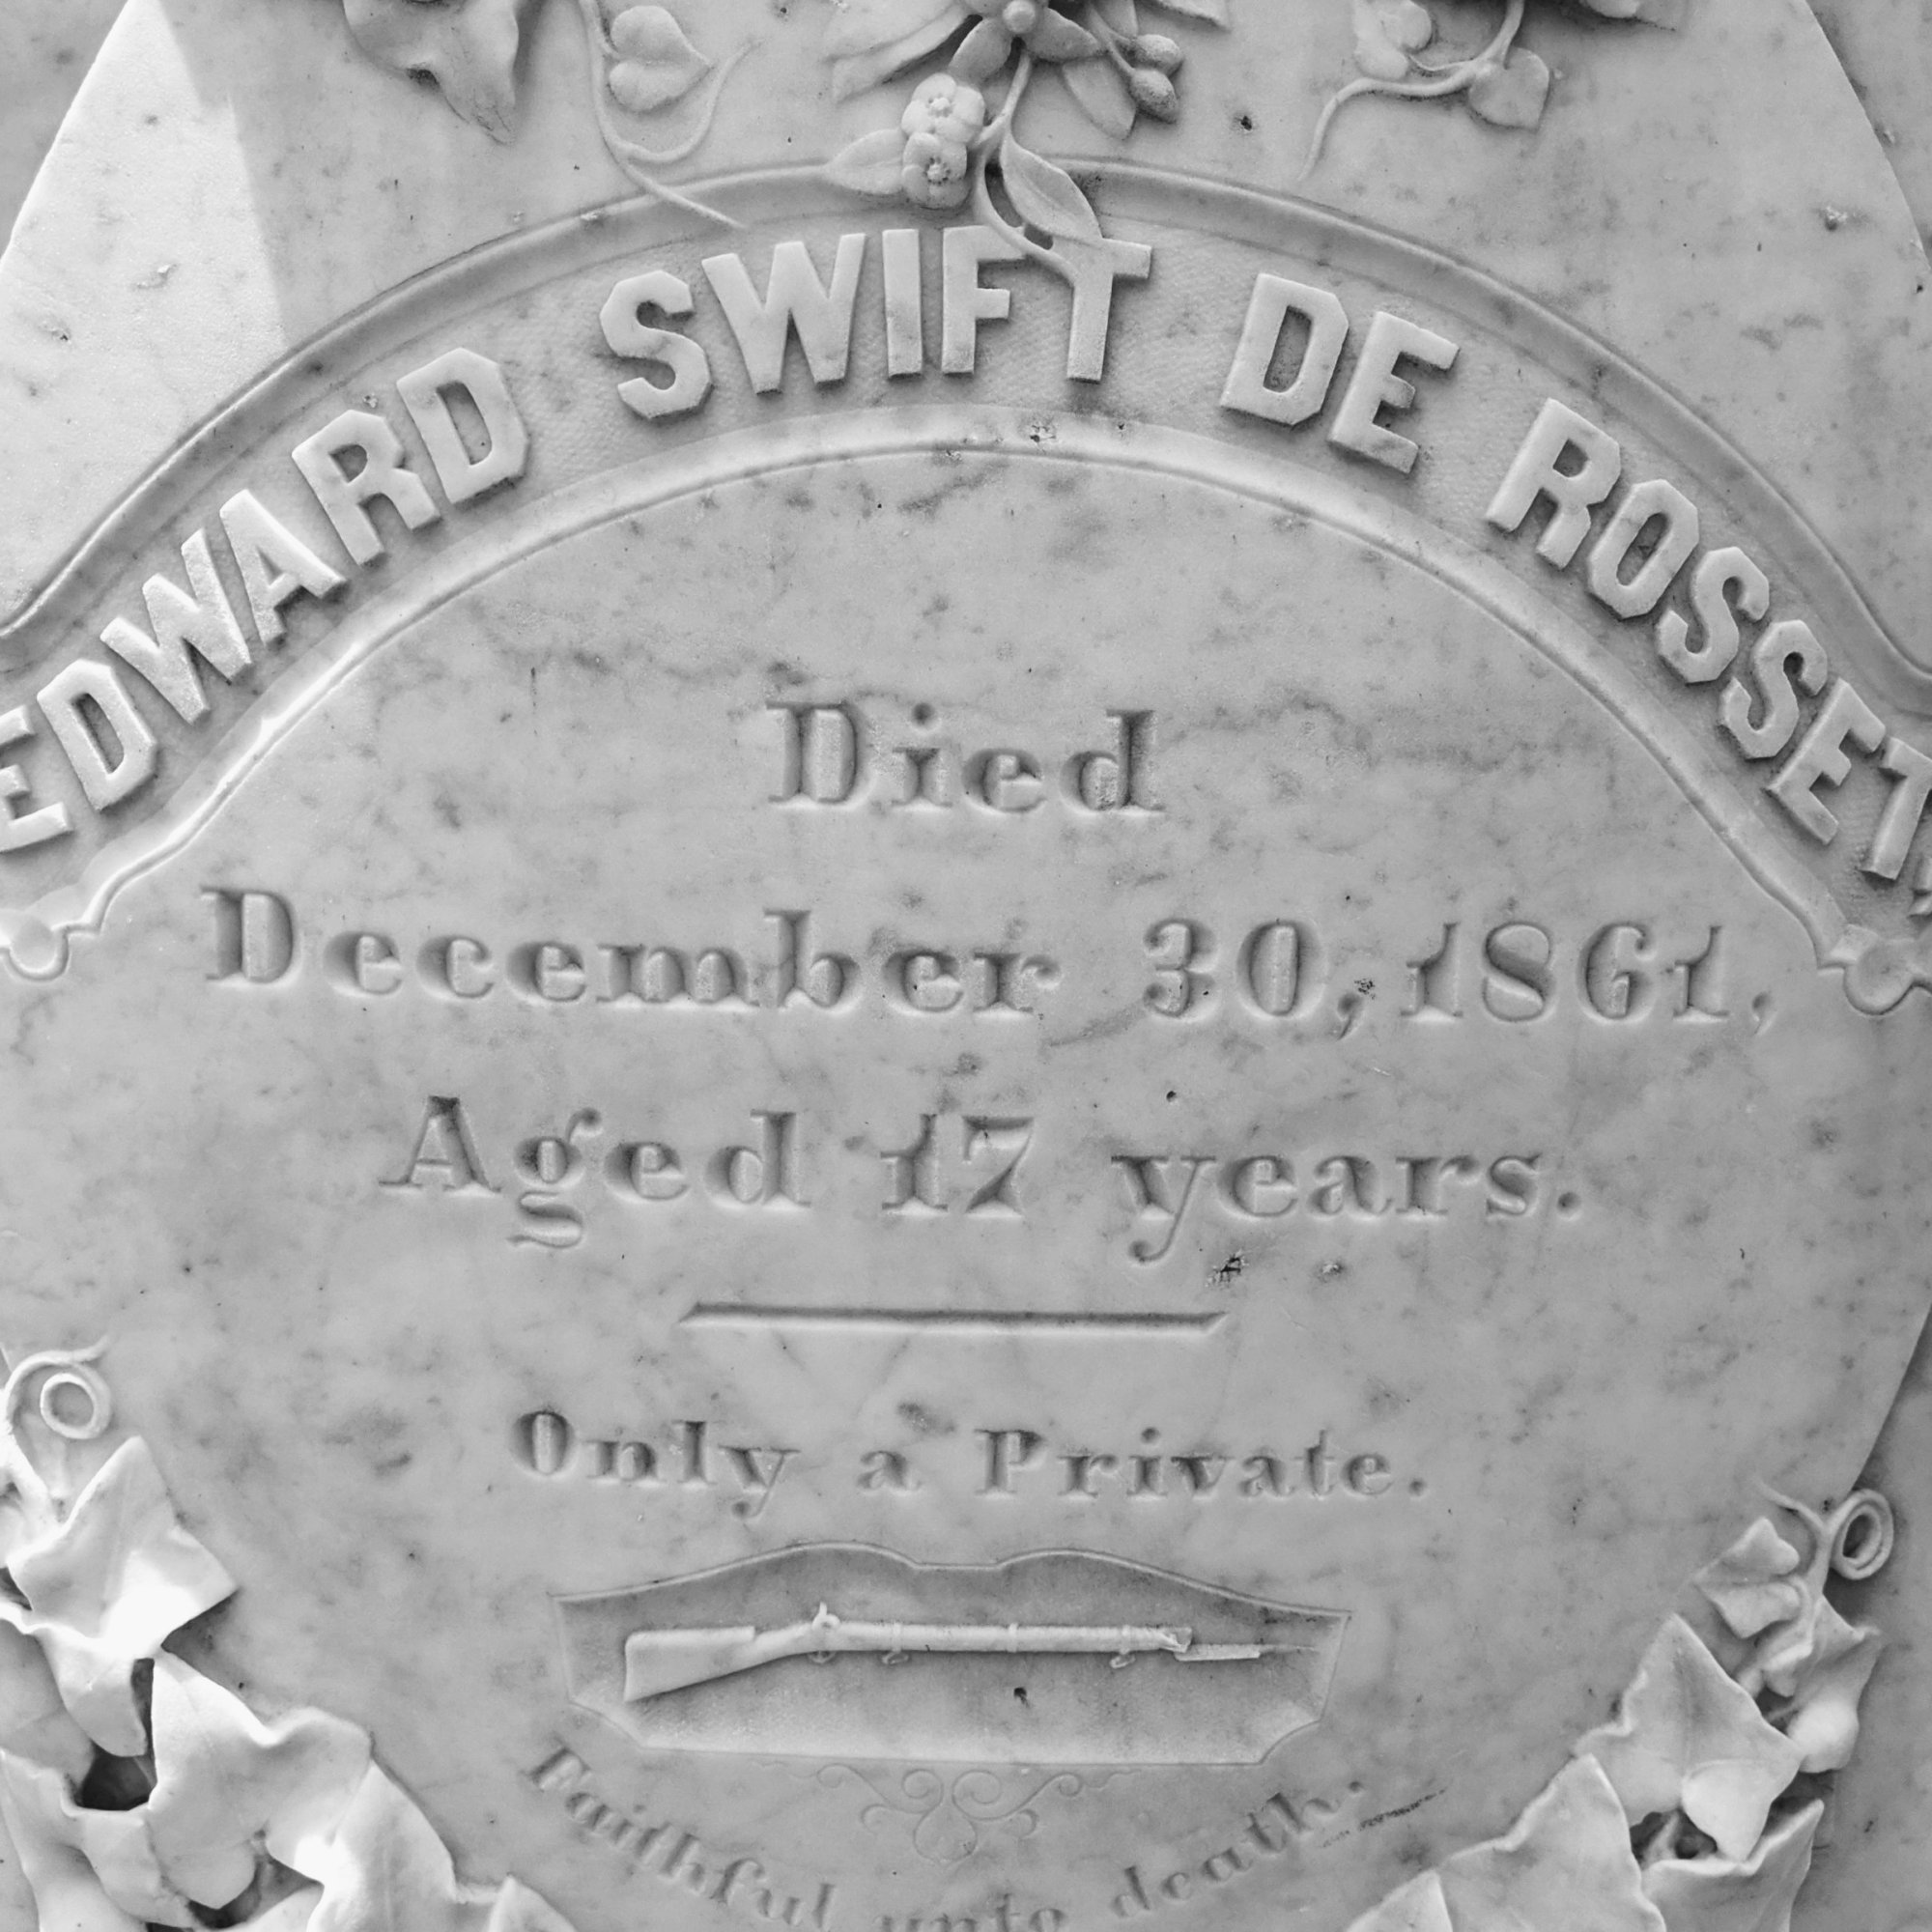 EDWARD SWIFT DE ROSSET,
Died
December 30, 1861,
Aged 17 years.
Only a Private.
Faithful unto death.